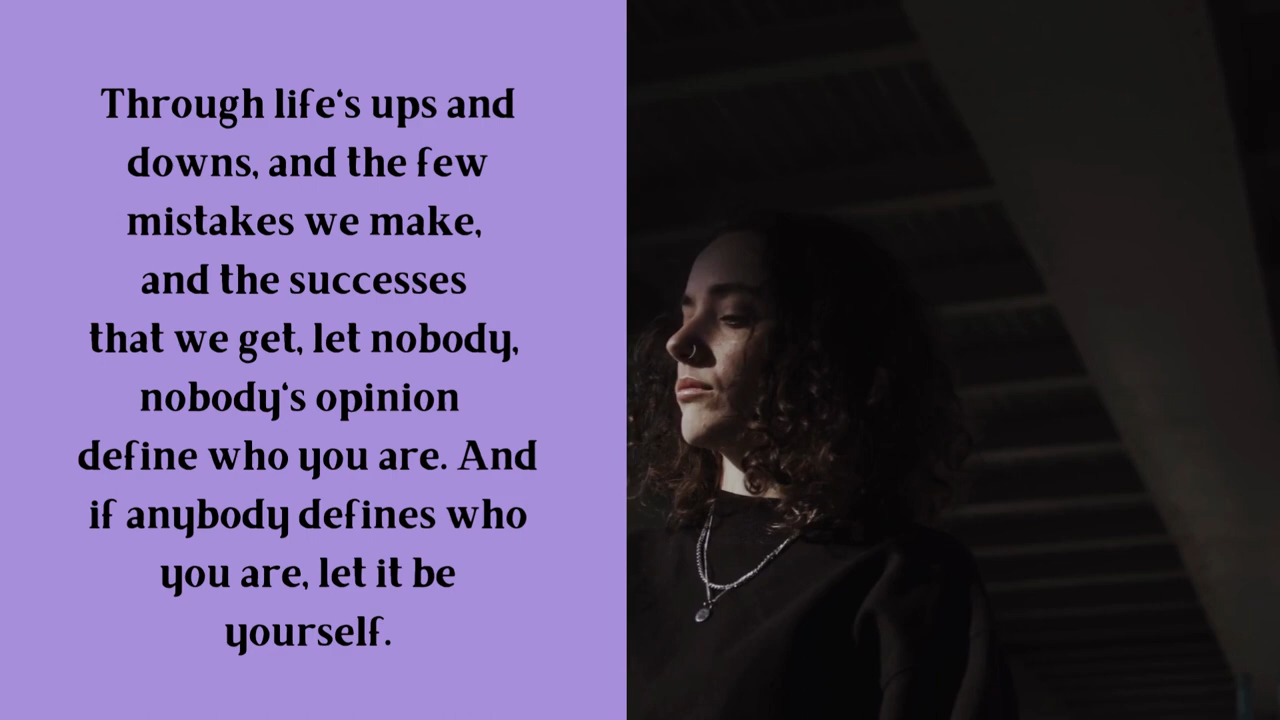 Through life‘s ups and
downs, and the few
mistakes we make,
and the successes
that we get, let nobody,
nobody‘s opinion
define who you are. And
if anybody defines who
you are, let it be
yourself.